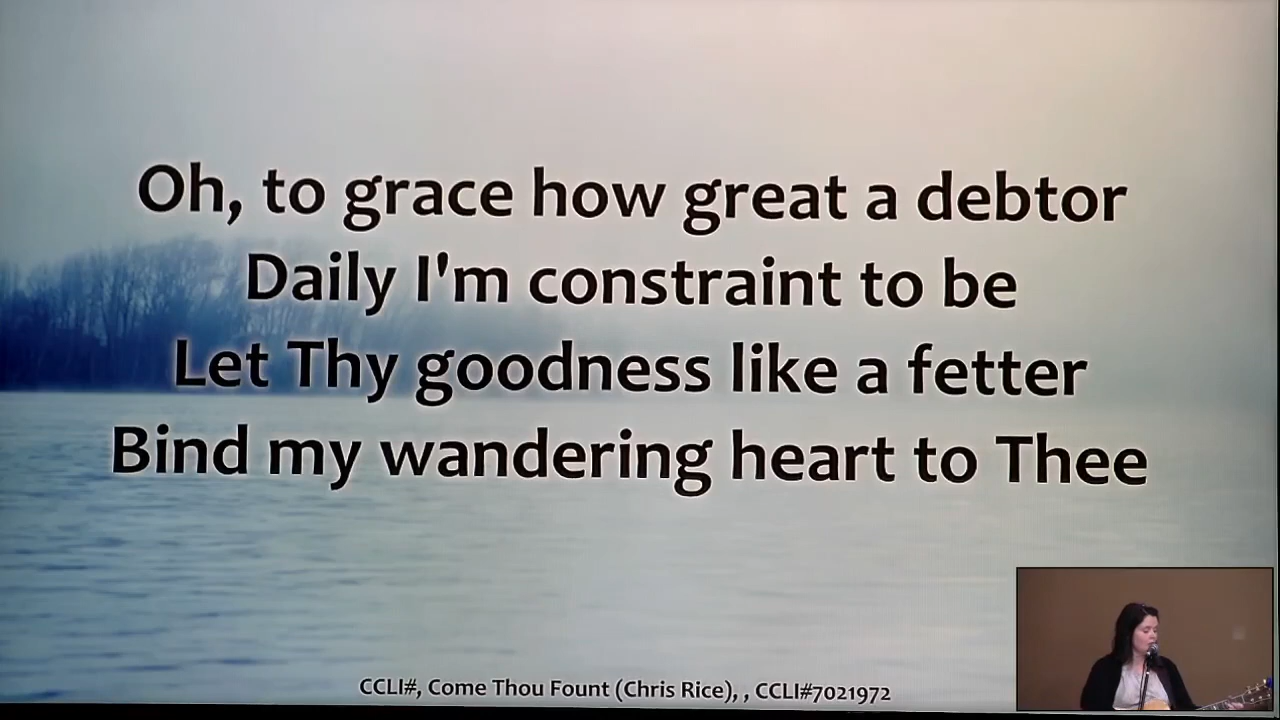 Oh, to grace how great a debtor
Daily I'm constraint to be
Let Thy goodness like a fetter
Bind my wandering heart to Thee
CCLI#, Come Thou Fount (Chris Rice), , CCLI#7021972